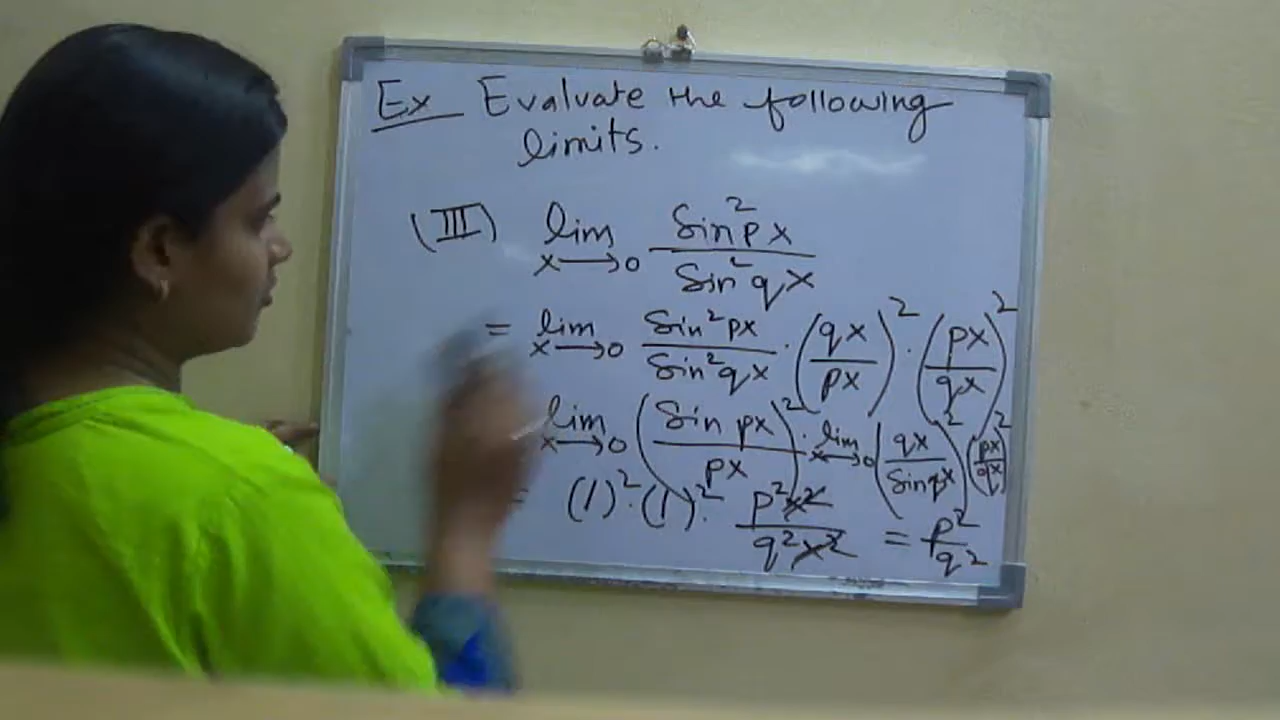 Ex Evaluate the following
limits.
(III) lim x→0 Sin²px / Sin²qx
= lim x→0 Sin²px / Sin²qx · (qx / px)² · (px / qx)²
lim x→0 (Sin px / px)² · lim x→0 (qx / Sinqx)² (px / qx)²
= (1)² · (1)² · p²x² / q²x² = p² / q²